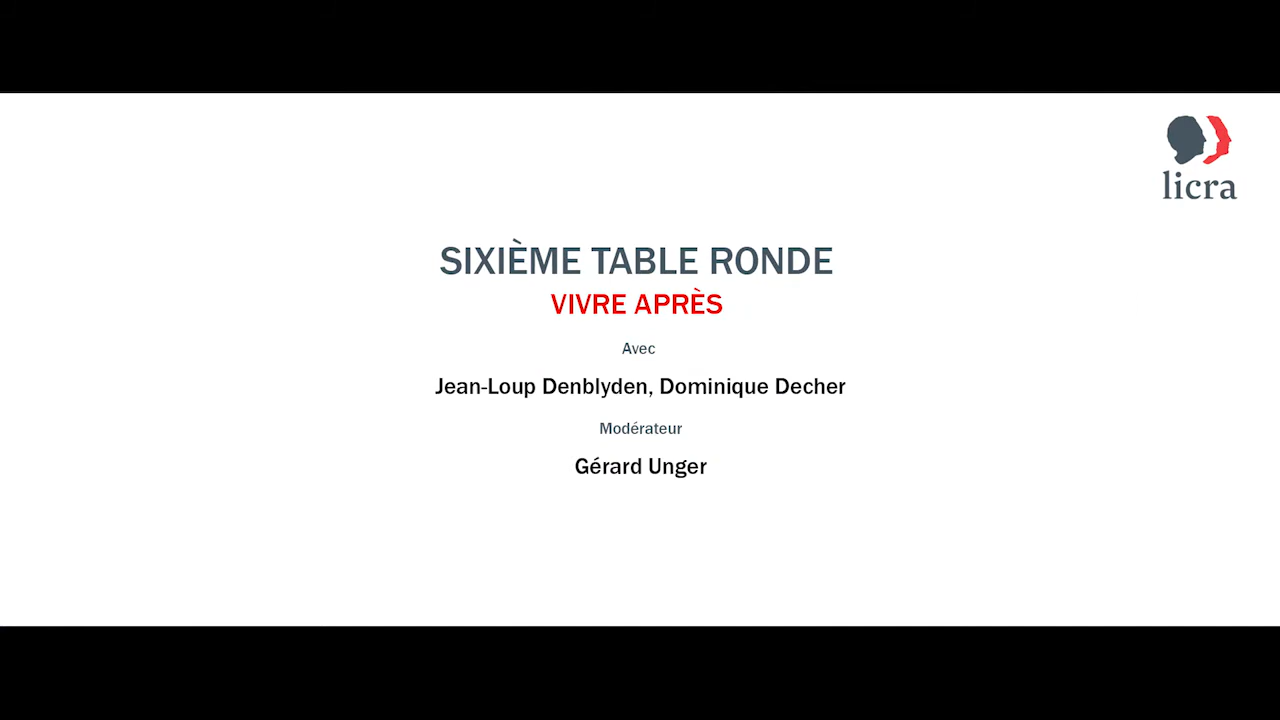 licra
SIXIÈME TABLE RONDE
VIVRE APRÈS
Avec
Jean-Loup Denblyden, Dominique Decher
Modérateur
Gérard Unger